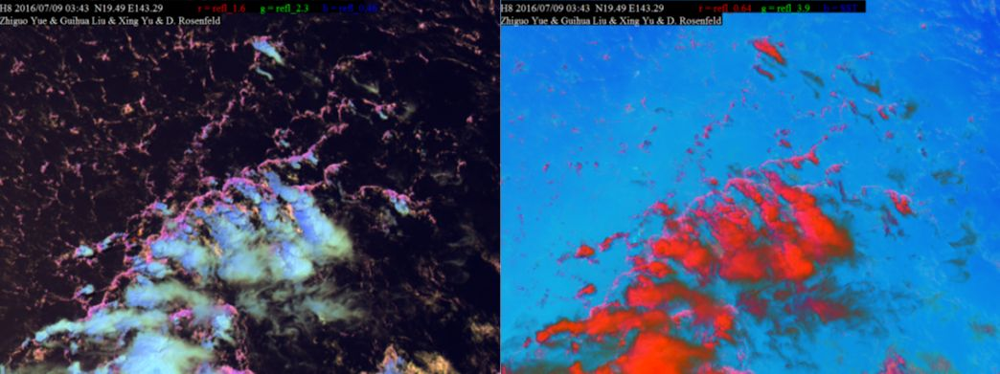 H8 2016/07/09 03:43 N19.49 E143.29 r = refl_1.6 g = refl_2.3 b = refl_0.46
Zhiguo Yue & Guihua Liu & Xing Yu & D. Rosenfeld
H8 2016/07/09 03:43 N19.49 E143.29 r = refl_0.64 g = refl_3.9
Zhiguo Yue & Guihua Liu & Xing Yu & D. Rosenfeld